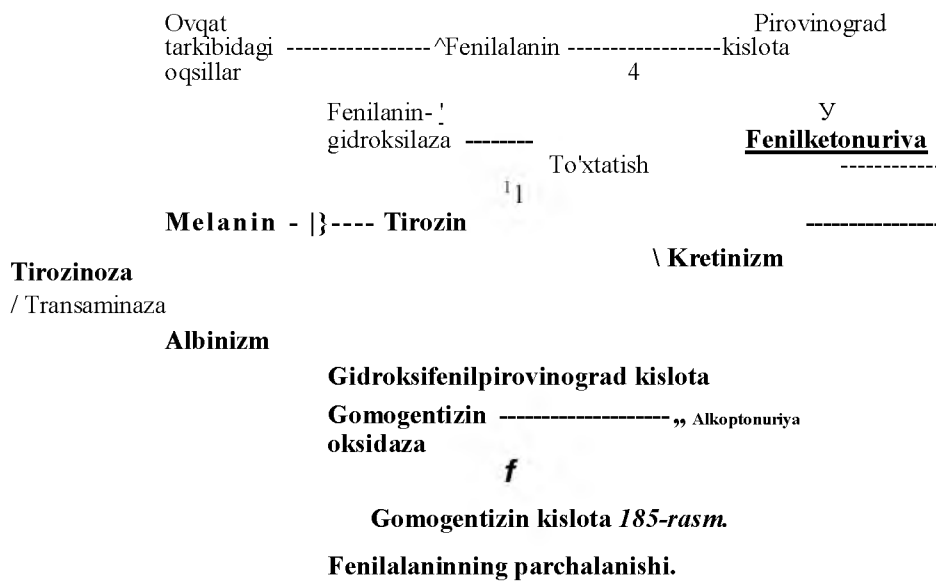 Ovqat Pirovinograd
tarkibidagi ----------------- ^Fenilalanin ------------------kislota
oqsillar 4
Fenilanin- '
gidroksilaza --------
У
Fenilketonuriva
To'xtatish ------------
I l
Melanin - |}---- Tirozin ----------------
\ Kretinizm
Tirozinoza
/ Transaminaza
Albinizm
Gidroksifenilpirovinograd kislota
Gomogentizin --------------------„ Alkoptonuriya
oksidaza
f
Gomogentizin kislota 185-rasm.
Fenilalaninning parchalanishi.